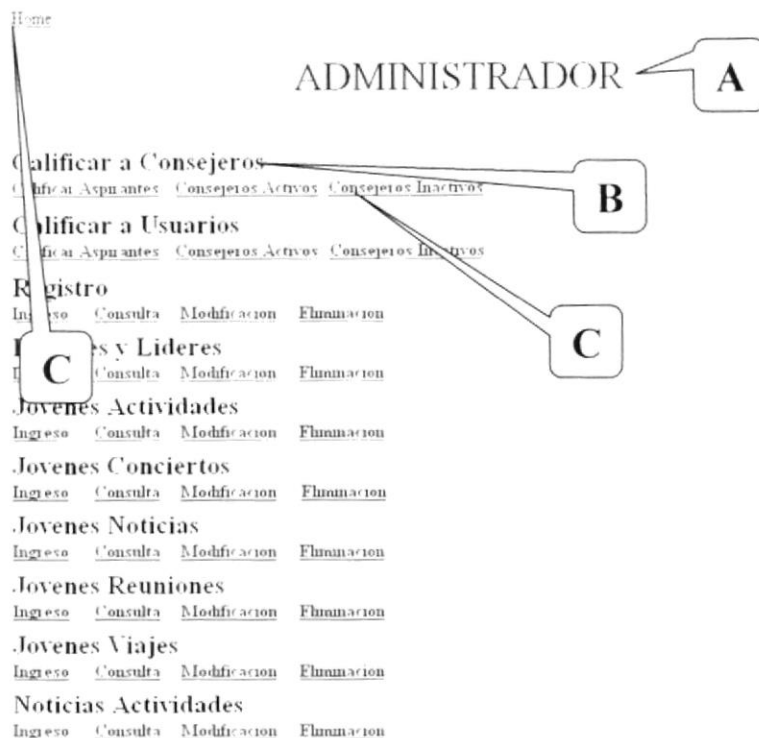 Home
ADMINISTRADOR
A
Calificar a Consejeros
Calificar Aspirantes Consejeros Activos Consejeros Inactivos
B
Calificar a Usuarios
Calificar Aspirantes Consejeros Activos Consejeros Inactivos
Registro
Ingreso Consulta Modificacion Eliminacion
C
y Lideres
C
Consulta Modificacion Eliminacion
Jovenes Actividades
Ingreso Consulta Modificacion Eliminacion
Jovenes Conciertos
Ingreso Consulta Modificacion Eliminacion
Jovenes Noticias
Ingreso Consulta Modificacion Eliminacion
Jovenes Reuniones
Ingreso Consulta Modificacion Eliminacion
Jovenes Viajes
Ingreso Consulta Modificacion Eliminacion
Noticias Actividades
Ingreso Consulta Modificacion Eliminacion